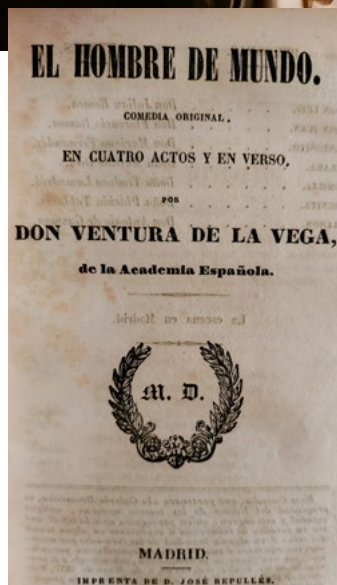 EL HOMBRE DE MUNDO.
COMEDIA ORIGINAL,
EN CUATRO ACTOS Y EN VERSO,
POR
DON VENTURA DE LA VEGA,
de la Academia Española.
M. D.
MADRID.
IMPRENTA DE D. JOSÉ REPULLÉS.